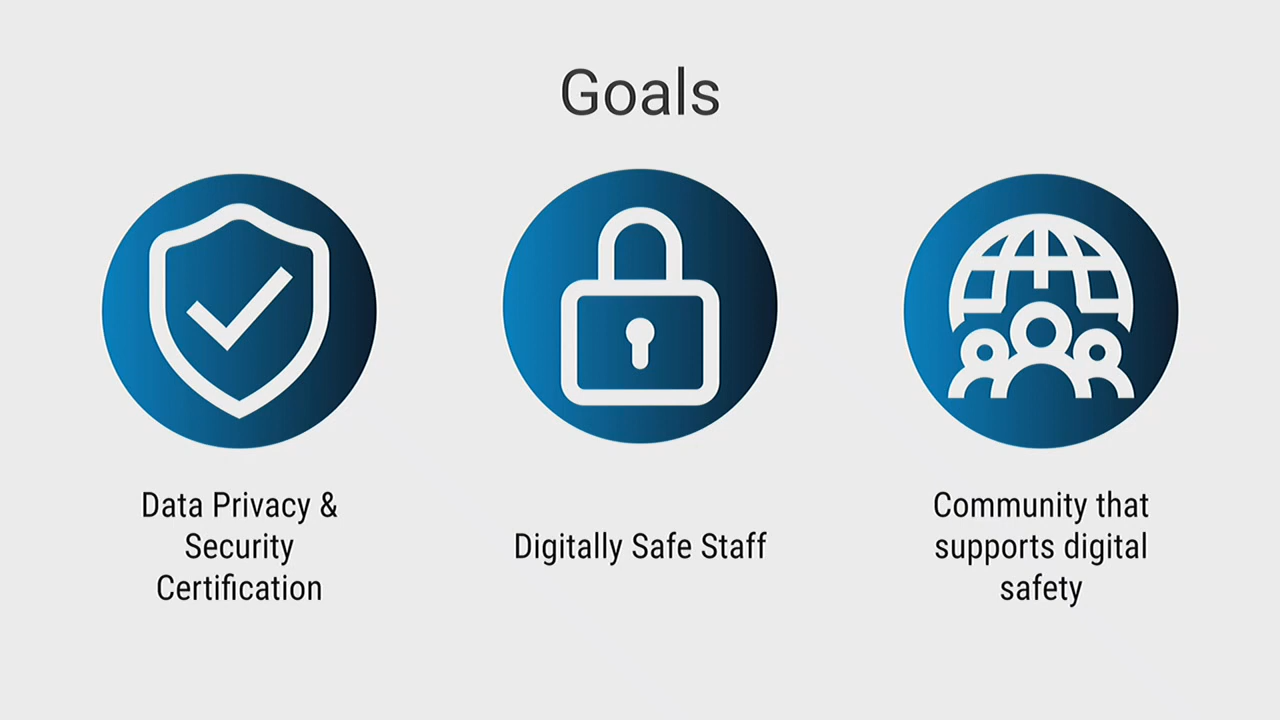 Goals
Data Privacy &
Security
Certification
Digitally Safe Staff
Community that
supports digital
safety